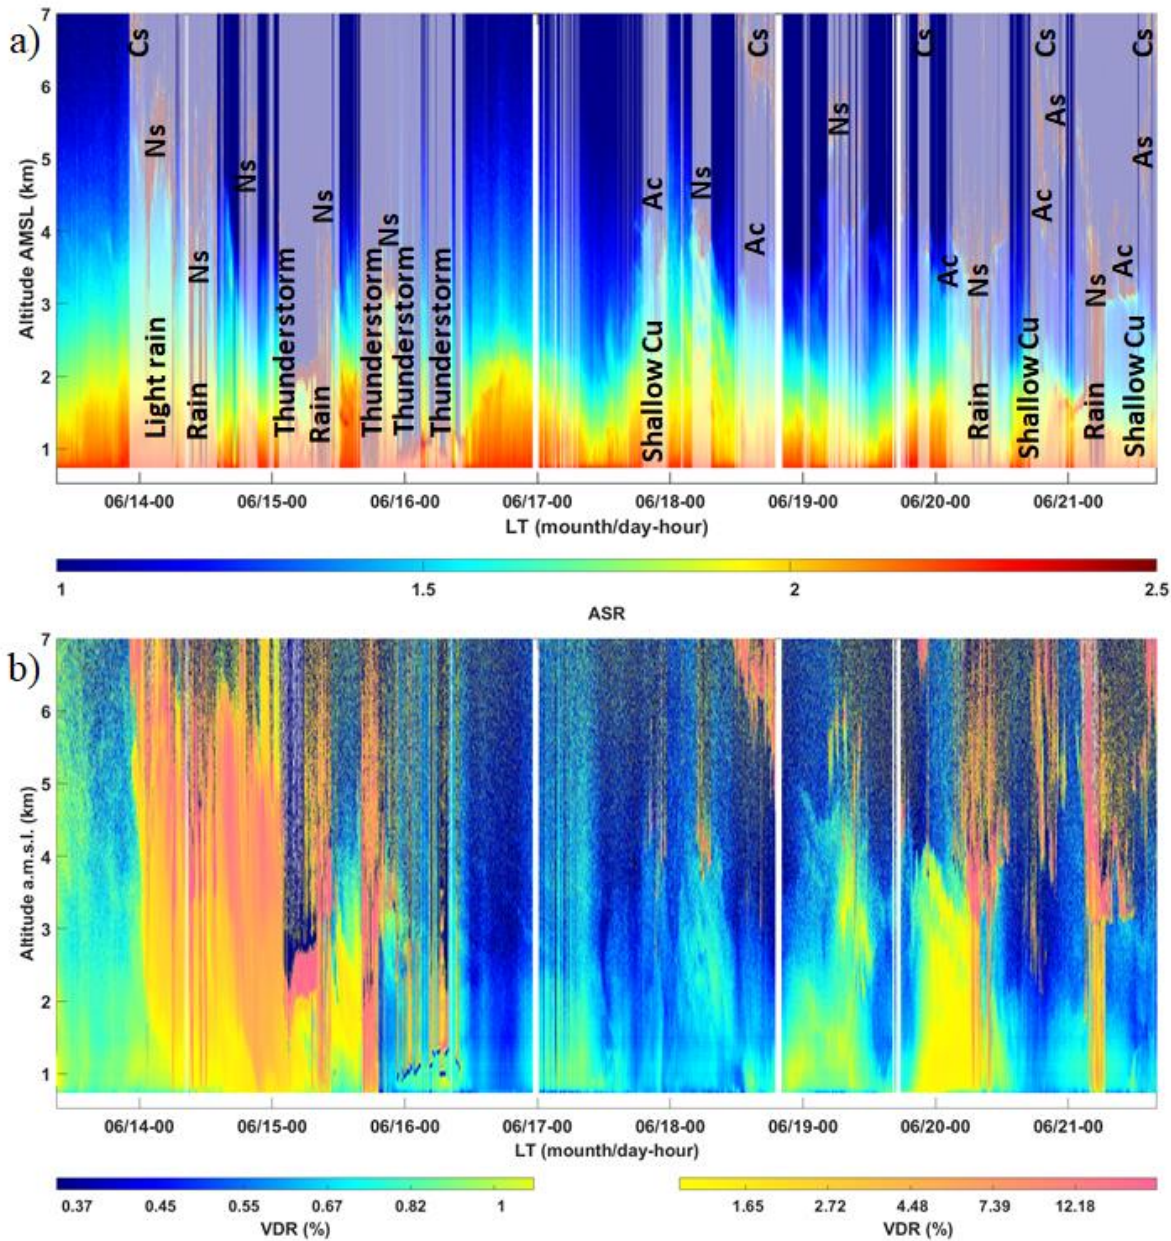 a)
7
6
5
4
3
2
1
Altitude AMSL (km)
Cs
Ns
Light rain
Ns
Rain
Ns
Thunderstorm
Ns
Rain
Thunderstorm
Ns
Thunderstorm
Thunderstorm
Ac
Shallow Cu
Ns
Cs
Ac
Ns
Cs
Ac
Ns
Rain
Cs
As
Ac
Shallow Cu
Ns
Rain
Cs
As
Ac
Shallow Cu
06/14-00 06/15-00 06/16-00 06/17-00 06/18-00 06/19-00 06/20-00 06/21-00
LT (mounth/day-hour)
1 1.5 2 2.5
ASR
b)
7
6
5
4
3
2
1
Altitude a.m.s.l. (km)
06/14-00 06/15-00 06/16-00 06/17-00 06/18-00 06/19-00 06/20-00 06/21-00
LT (mounth/day-hour)
0.37 0.45 0.55 0.67 0.82 1
VDR (%)
1.65 2.72 4.48 7.39 12.18
VDR (%)